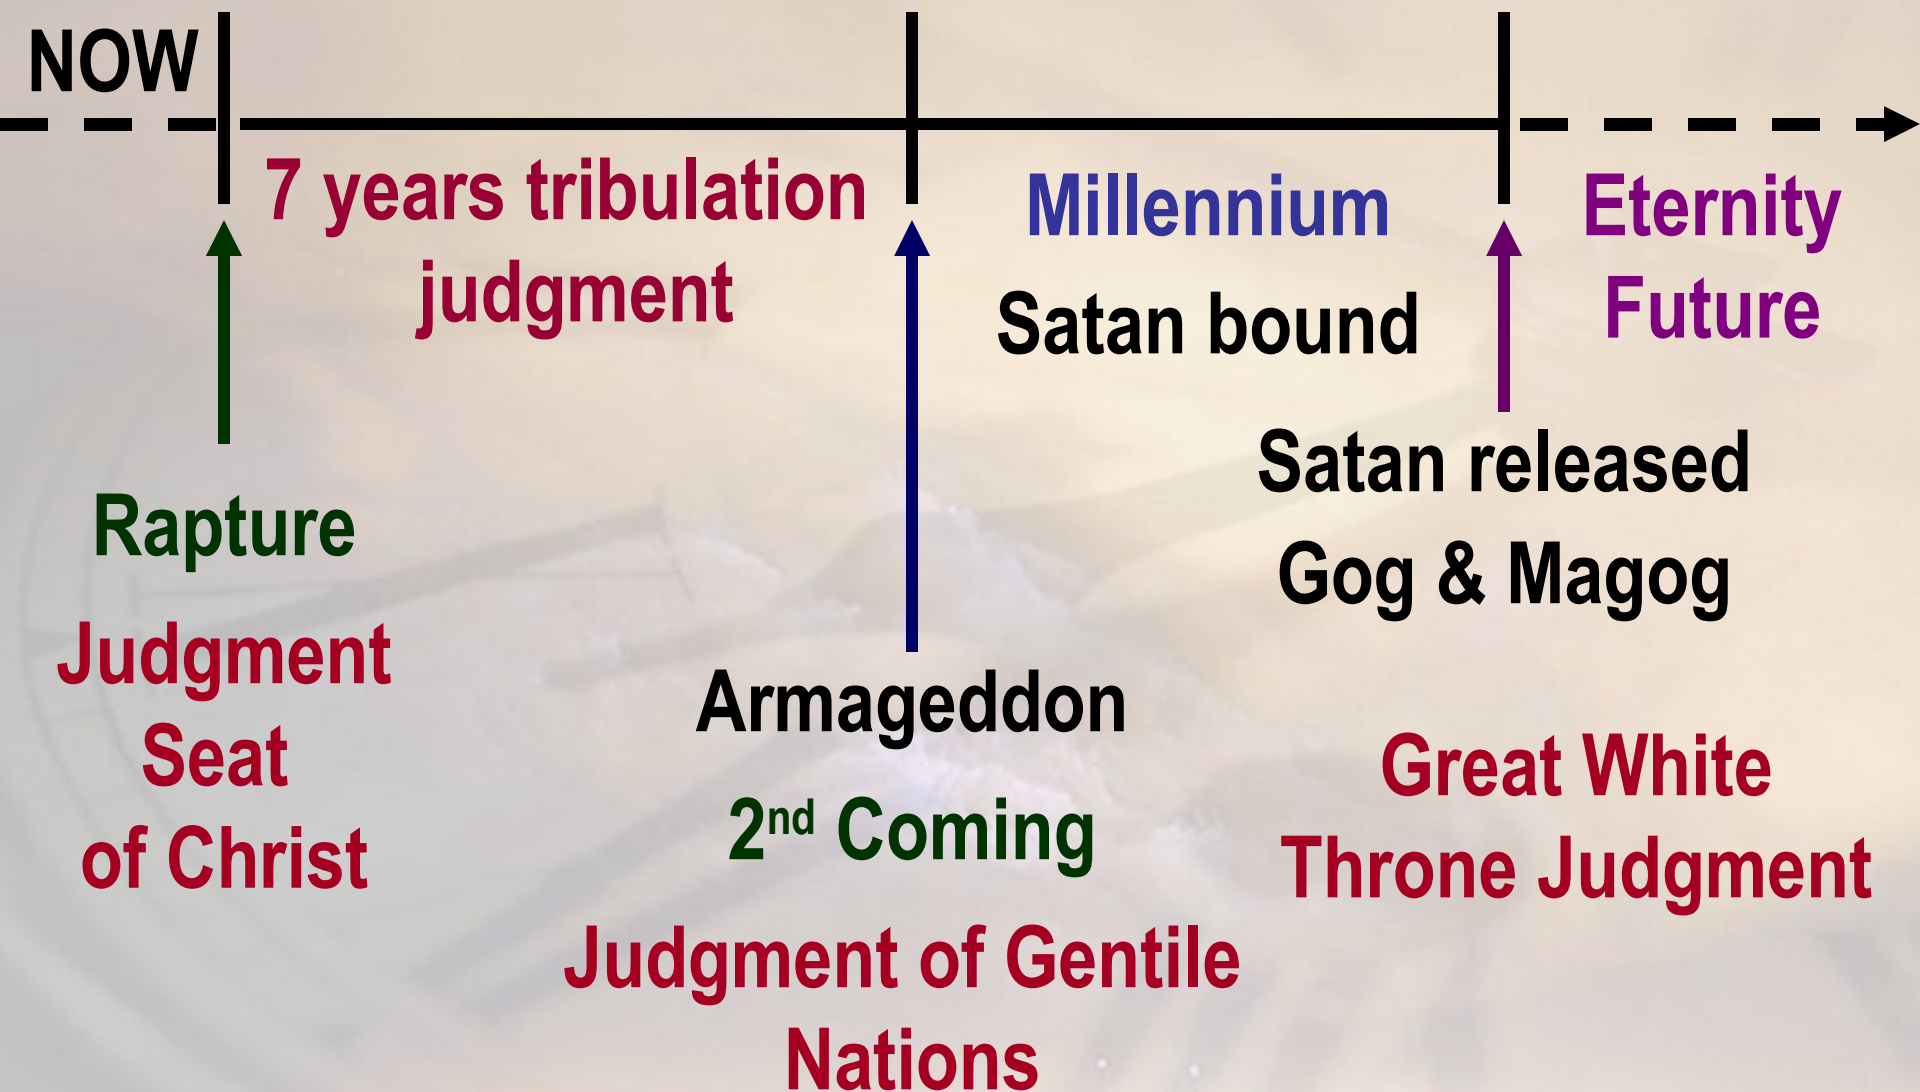 NOW
7 years tribulation
judgment
Millennium
Satan bound
Eternity
Future
Rapture
Judgment
Seat
of Christ
Armageddon
2nd Coming
Judgment of Gentile
Nations
Satan released
Gog & Magog
Great White
Throne Judgment